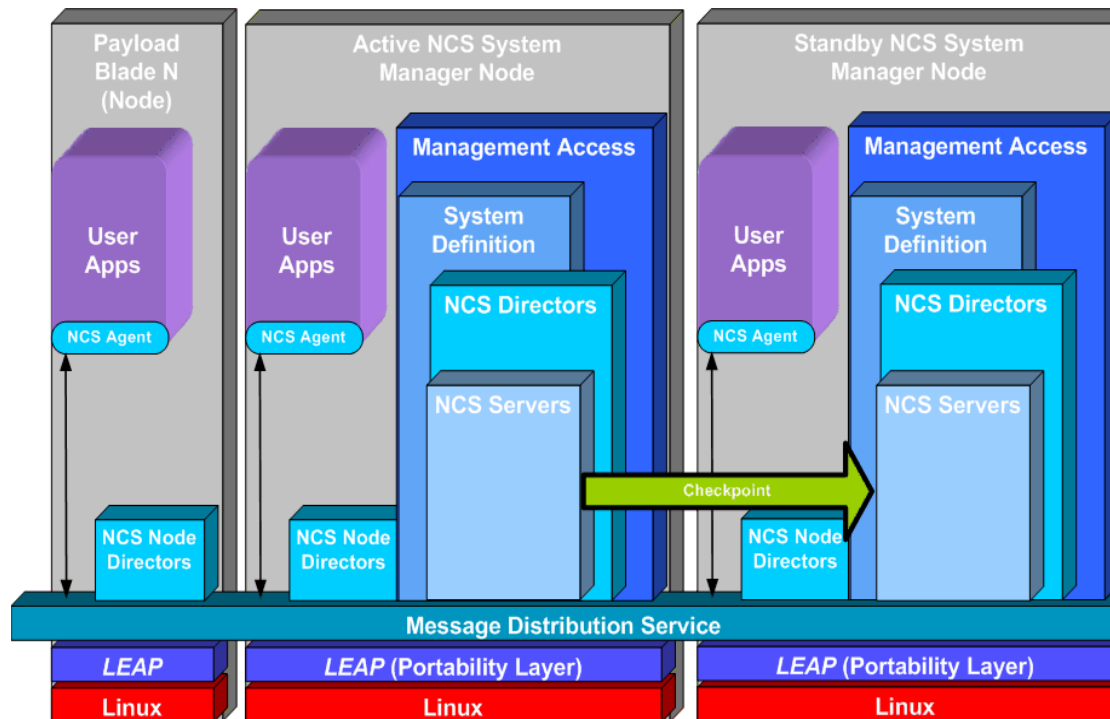 Payload
Blade N
(Node)
Active NCS System
Manager Node
Standby NCS System
Manager Node
User
Apps
NCS Agent
NCS Node
Directors
User
Apps
NCS Agent
NCS Node
Directors
Management Access
System
Definition
NCS Directors
NCS Servers
Checkpoint
User
Apps
NCS Agent
NCS Node
Directors
Management Access
System
Definition
NCS Directors
NCS Servers
Message Distribution Service
LEAP
LEAP (Portability Layer)
LEAP (Portability Layer)
Linux
Linux
Linux